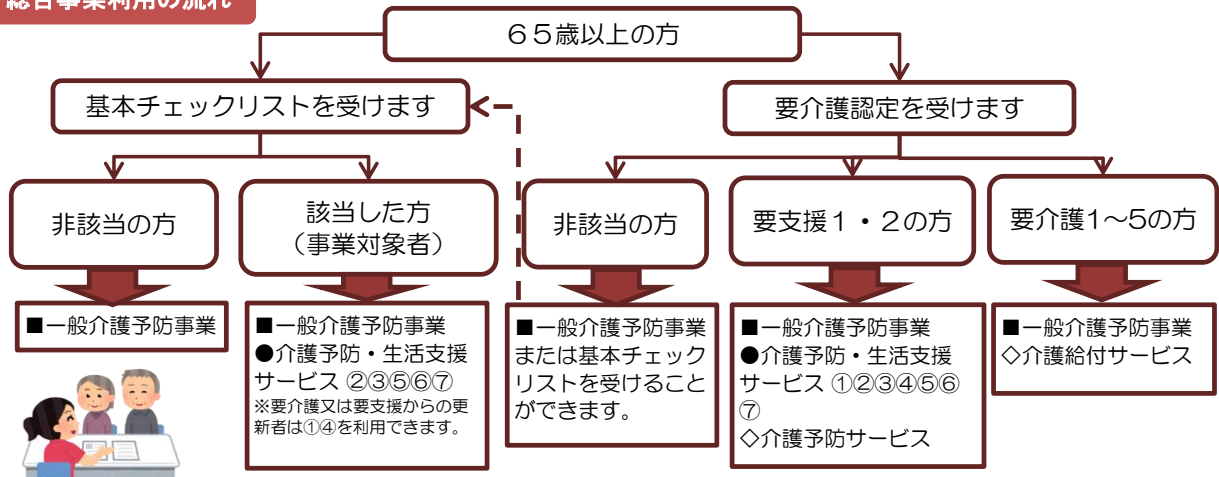 総合事業利用の流れ
65歳以上の方
基本チェックリストを受けます
要介護認定を受けます
非該当の方
該当した方
（事業対象者）
非該当の方
要支援１・２の方
要介護1～5の方
■一般介護予防事業
■一般介護予防事業
●介護予防・生活支援
サービス ②③⑤⑥⑦
※要介護又は要支援からの更
新者は①④を利用できます。
■一般介護予防事業
または基本チェック
リストを受けること
ができます。
■一般介護予防事業
●介護予防・生活支援
サービス ①②③④⑤⑥
⑦
◇介護予防サービス
■一般介護予防事業
◇介護給付サービス